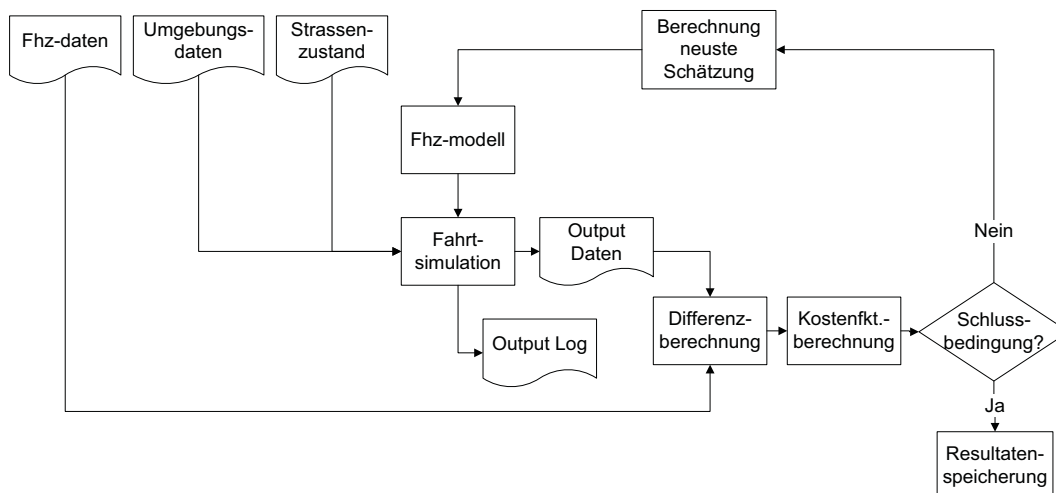 Fhz-daten
Umgebungs-
daten
Strassen-
zustand
Berechnung
neuste
Schätzung
Fhz-modell
Nein
Fahrt-
simulation
Output
Daten
Differenz-
berechnung
Kostenfkt.-
berechnung
Schluss-
bedingung?
Output Log
Ja
Resultaten-
speicherung